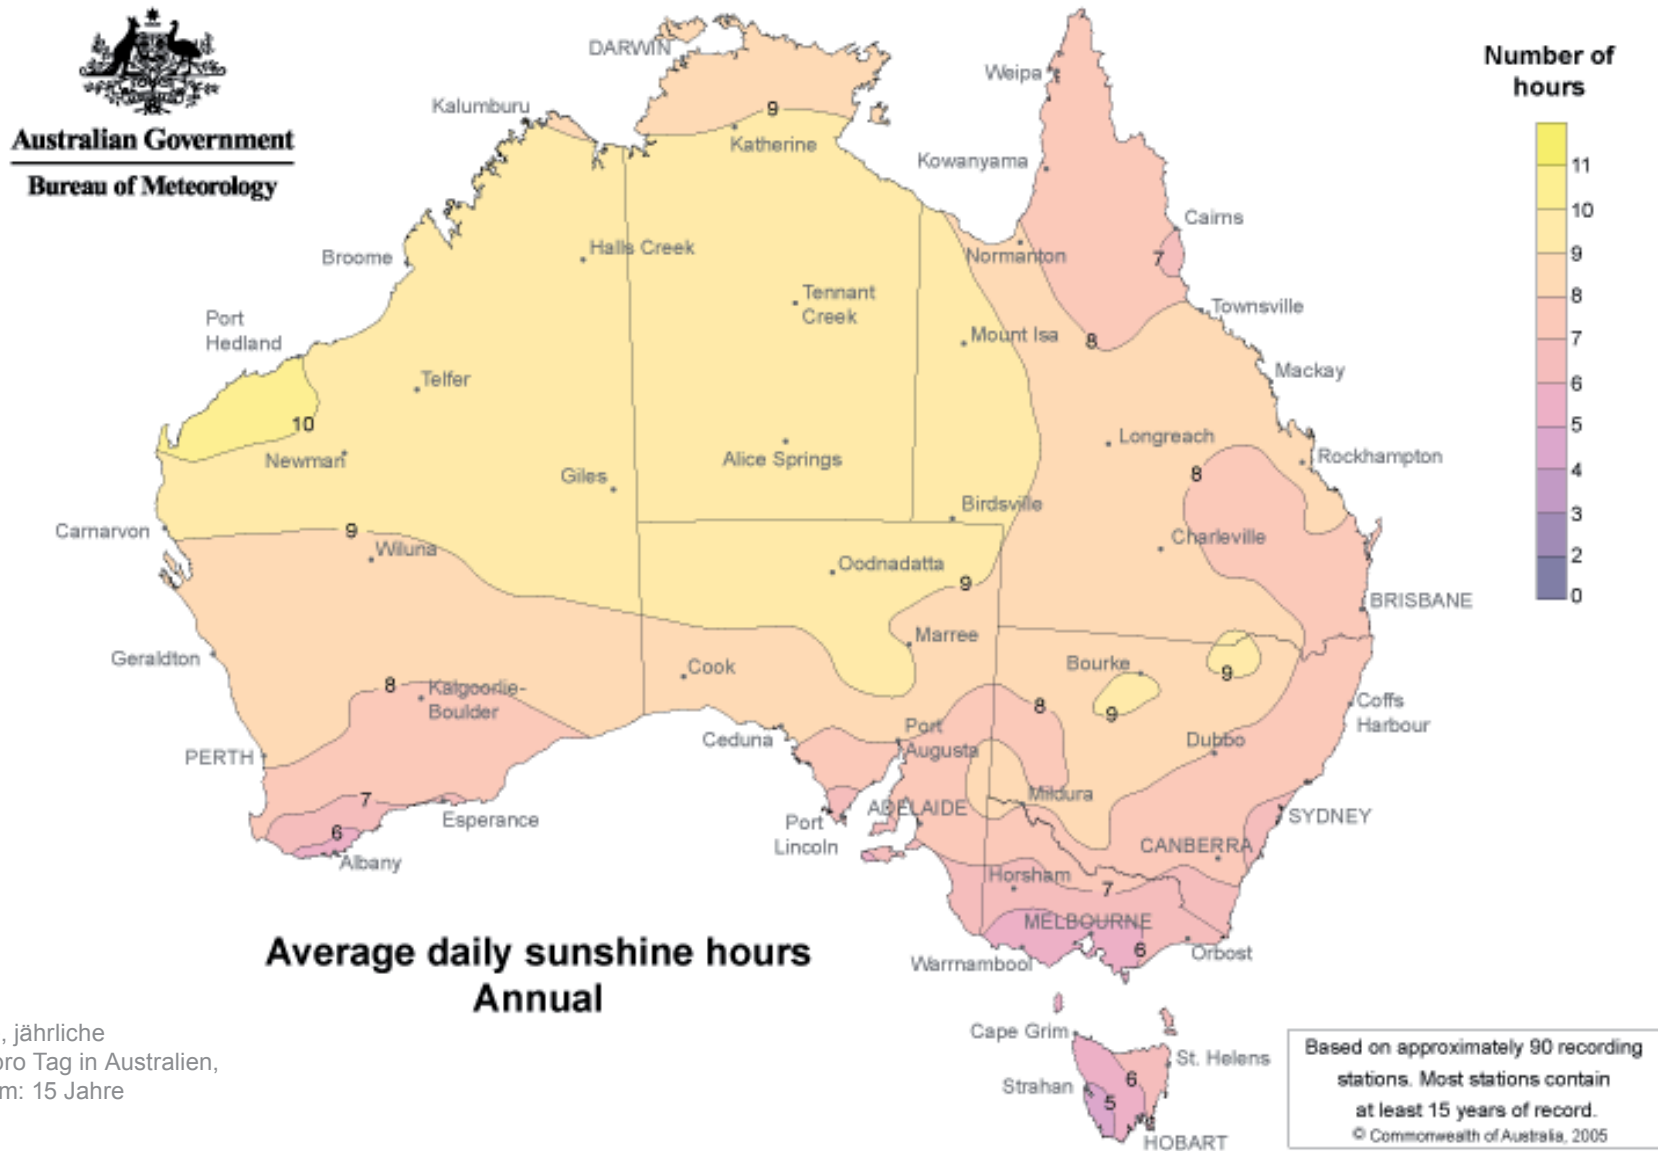 Australian Government
Bureau of Meteorology
Number of
hours
11
10
9
8
7
6
5
4
3
2
0
DARWIN
Kalumburu
9
Katherine
Weipa
Kowanyama
Cairns
7
Normanton
Townsville
Broome
Halls Creek
Tennant
Creek
Mount Isa
8
Mackay
Port
Hedland
Telfer
10
Newman
Giles
Alice Springs
Longreach
8
Rockhampton
Birdsville
Carnarvon
9
Wiluna
Oodnadatta
9
Charleville
BRISBANE
Geraldton
Marree
Cook
Bourke
9
9
8
Kalgoorlie-
Boulder
8
Coffs
Harbour
PERTH
Ceduna
Port
Augusta
Dubbo
7
Esperance
6
Albany
Port
Lincoln
ADELAIDE
Mildura
SYDNEY
CANBERRA
Horsham
7
MELBOURNE
6
Warrnambool
Orbost
Average daily sunshine hours
Annual
Cape Grim
St. Helens
Strahan
6
5
HOBART
, jährliche
pro Tag in Australien,
m: 15 Jahre
Based on approximately 90 recording
stations. Most stations contain
at least 15 years of record.
© Commonwealth of Australia, 2005